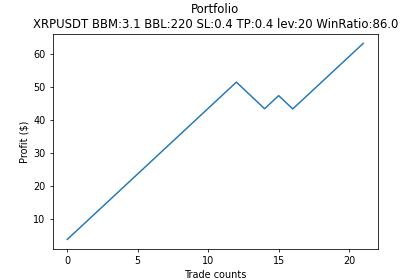 Portfolio
XRPUSDT BBM:3.1 BBL:220 SL:0.4 TP:0.4 lev:20 WinRatio:86.0
60
50
40
30
20
10
Profit ($)
0 5 10 15 20
Trade counts